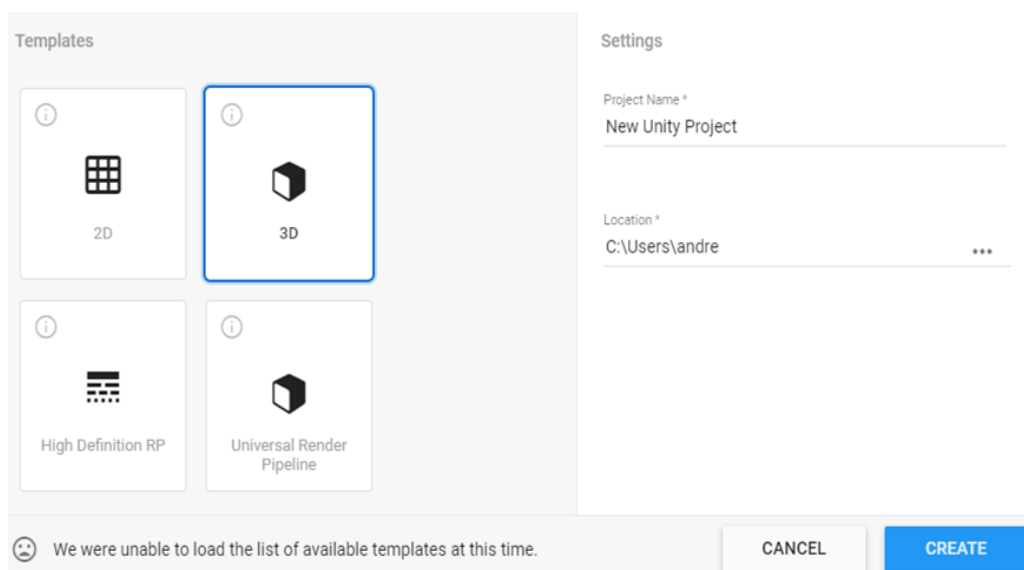 Templates
2D
3D
High Definition RP
Universal Render
Pipeline
Settings
Project Name *
New Unity Project
Location *
C:\Users\andre
...
We were unable to load the list of available templates at this time.
CANCEL
CREATE